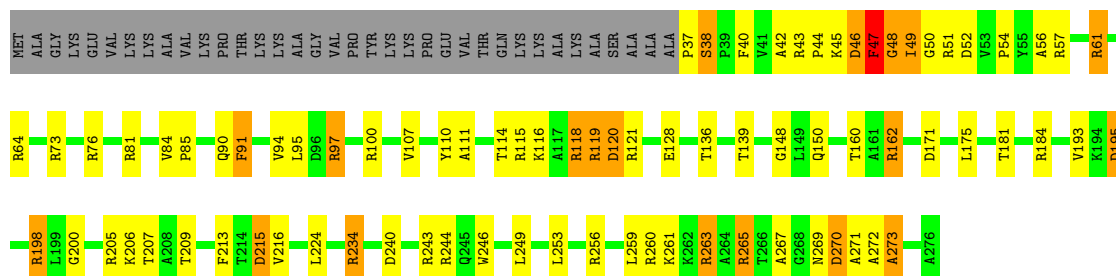 MET ALA GLY LYS GLU VAL LYS LYS ALA VAL LYS PRO THR LYS LYS ALA GLY VAL PRO TYR LYS LYS PRO GLU VAL THR GLN LYS LYS ALA LYS ALA SER ALA ALA ALA P37 S38 P39 F40 V41 A42 R43 P44 K45 D46 F47 G48 I49 G50 R51 D52 V53 P54 Y55 A56 R57 R61
R64 R73 R76 R81 V84 P85 Q90 F91 V94 L95 D96 R97 R100 V107 Y110 A111 T114 R115 K116 A117 R118 R119 D120 R121 E128 T136 T139 G148 L149 Q150 T160 A161 R162 D171 L175 T181 R184 V193 K194 D195
R198 L199 G200 R205 K206 T207 A208 T209 F213 T214 D215 V216 L224 R234 D240 R243 R244 Q245 W246 L249 L253 R256 L259 R260 K261 K262 R263 A264 R265 T266 A267 G268 N269 D270 A271 A272 A273 A276